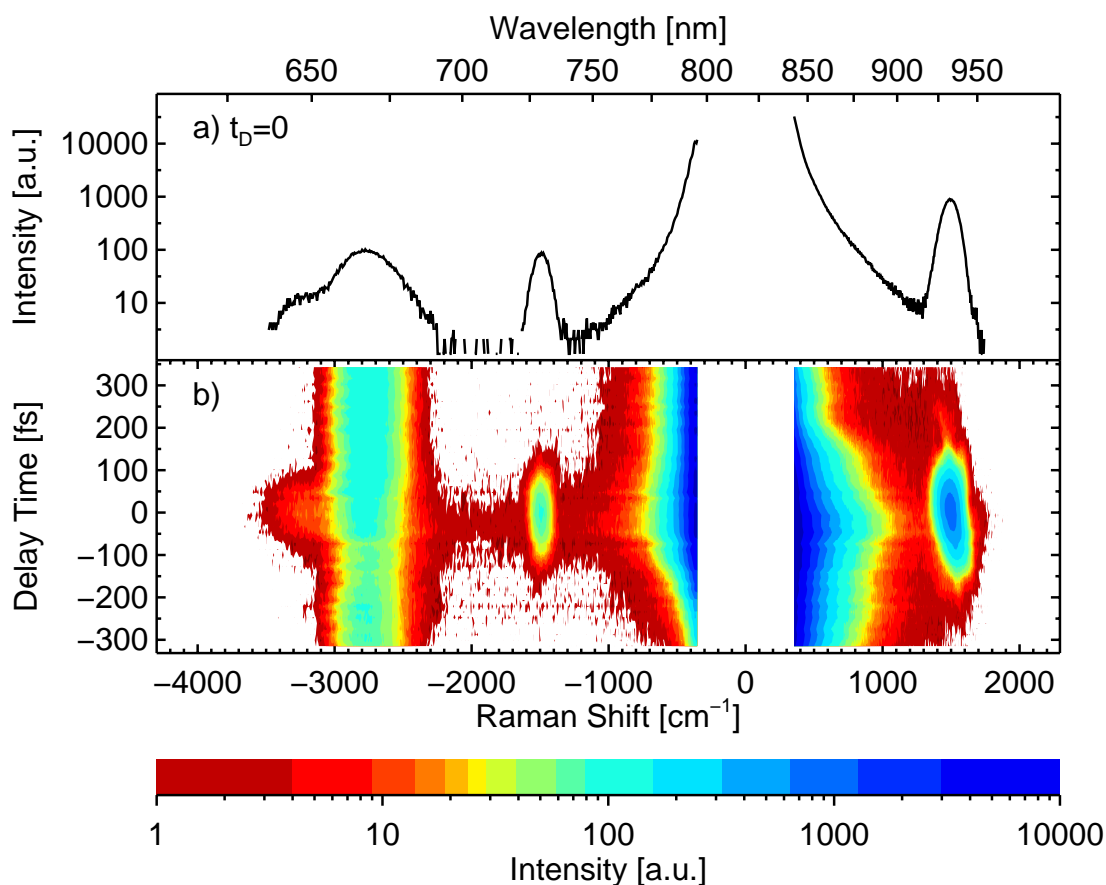 Wavelength [nm]
650 700 750 800 850 900 950
a) t_D=0
Intensity [a.u.]
10000
1000
100
10
b)
Delay Time [fs]
300
200
100
0
−100
−200
−300
−4000 −3000 −2000 −1000 0 1000 2000
Raman Shift [cm⁻¹]
1 10 100 1000 10000
Intensity [a.u.]